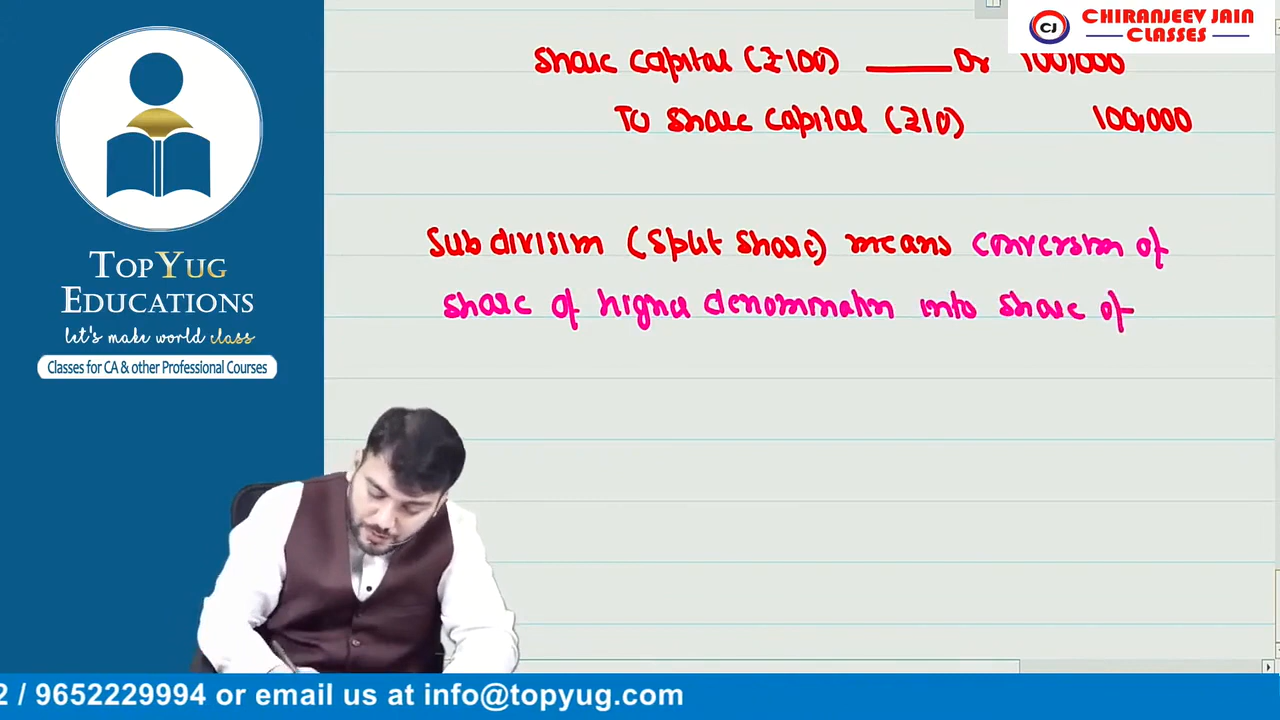 CHIRANJEEV JAIN
CLASSES
CJ
Share Capital (₹100) ____ Dr 100,000
To Share Capital (₹10) 100,000
Subdivision (Split Share) means conversion of
share of higher denomination into share of
TOPYUG
EDUCATIONS
let's make world class
Classes for CA & other Professional Courses
2 / 9652229994 or email us at info@topyug.com